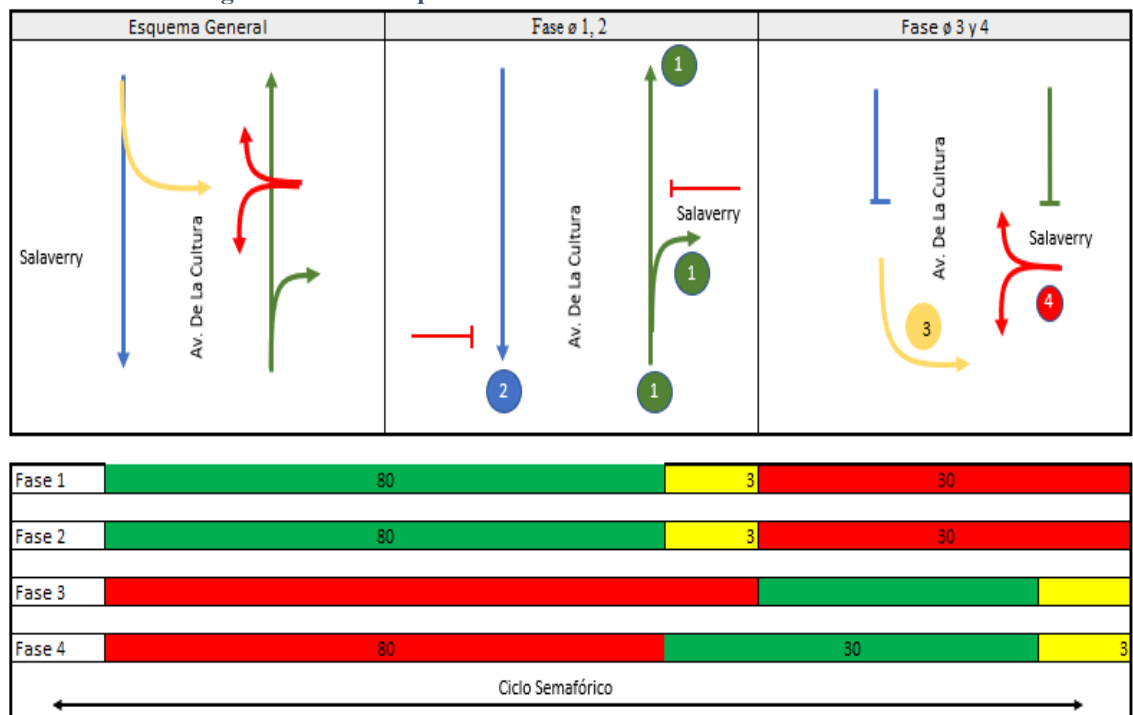 Esquema General
Fase ø 1, 2
Fase ϕ 3 y 4
Salaverry
Av. De La Cultura
1
Salaverry
1
Av. De La Cultura
2
1
Av. De La Cultura
Salaverry
4
3
Fase 1 80 3 30
Fase 2 80 3 30
Fase 3
Fase 4 80 30 3
Ciclo Semafórico